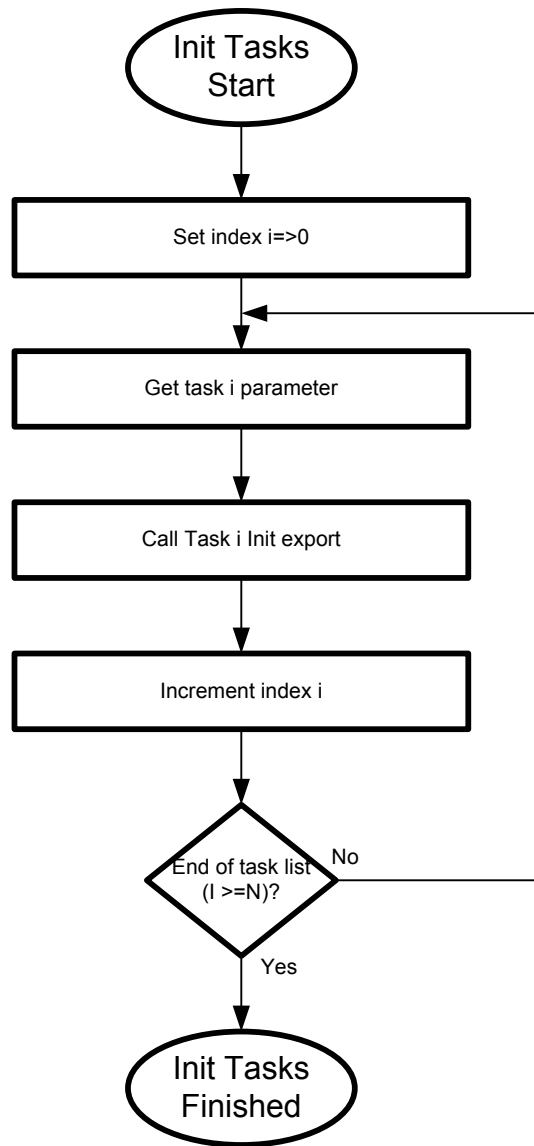 Init Tasks
Start
Set index i=>0
Get task i parameter
Call Task i Init export
Increment index i
End of task list
(I >=N)?
No
Yes
Init Tasks
Finished